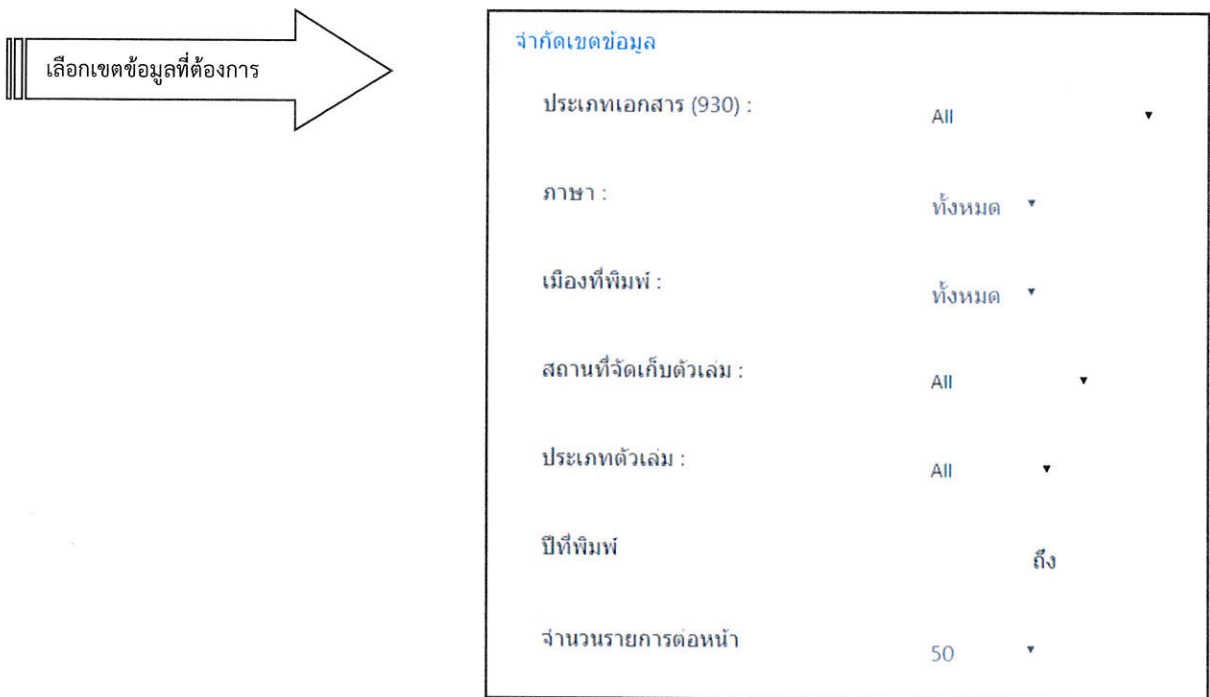 เลือกเขตข้อมูลที่ต้องการ
จำกัดเขตข้อมูล
ประเภทเอกสาร (930) : All
ภาษา : ทั้งหมด
เมืองที่พิมพ์ : ทั้งหมด
สถานที่จัดเก็บตัวเล่ม : All
ประเภทตัวเล่ม : All
ปีที่พิมพ์ ถึง
จำนวนรายการต่อหน้า 50